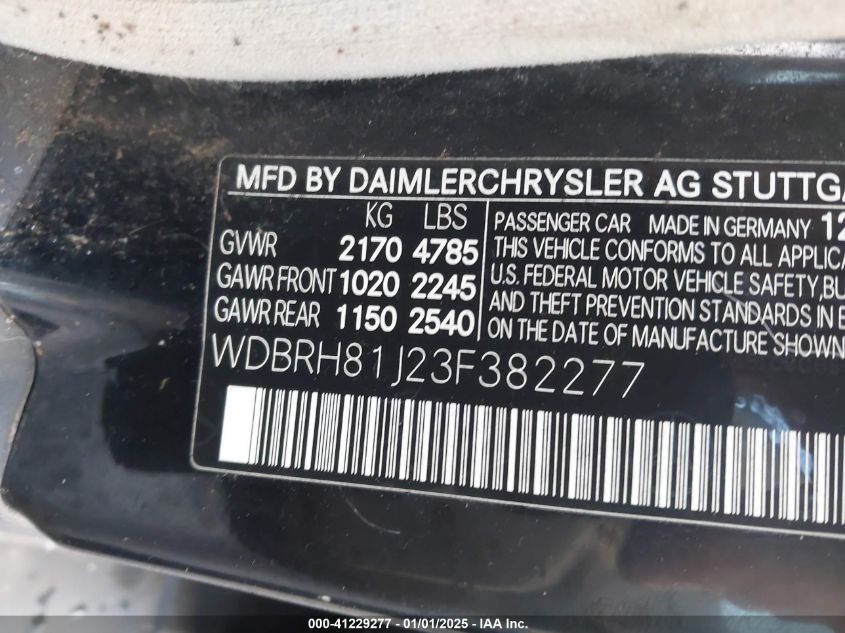 MFD BY DAIMLERCHRYSLER AG STUTTGA
KG LBS
GVWR 2170 4785
GAWR FRONT 1020 2245
GAWR REAR 1150 2540
PASSENGER CAR MADE IN GERMANY 12
THIS VEHICLE CONFORMS TO ALL APPLICA
U.S. FEDERAL MOTOR VEHICLE SAFETY, BU
AND THEFT PREVENTION STANDARDS IN E
ON THE DATE OF MANUFACTURE SHOWN
WDBRH81J23F382277
000-41229277 - 01/01/2025 - IAA Inc.